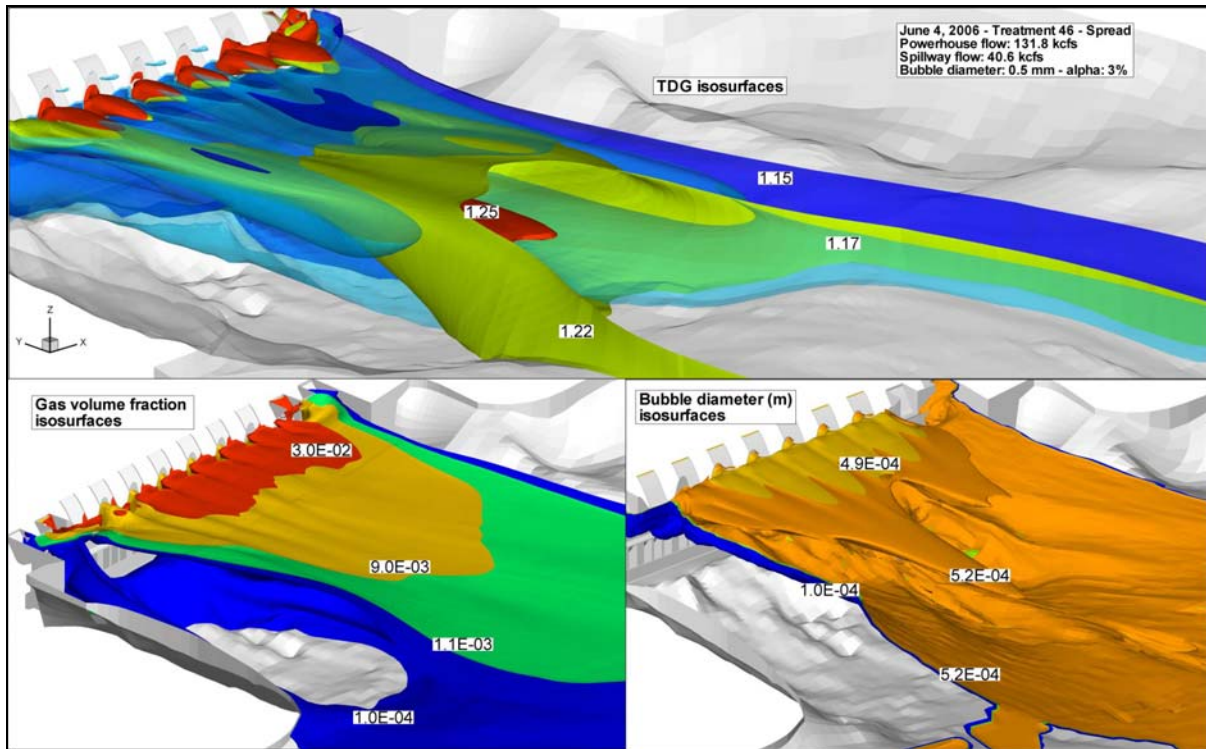 June 4, 2006 - Treatment 46 - Spread
Powerhouse flow: 131.8 kcfs
Spillway flow: 40.6 kcfs
Bubble diameter: 0.5 mm - alpha: 3%
TDG isosurfaces
1.15
1.25
1.17
1.22
Z
Y
X
Gas volume fraction
isosurfaces
3.0E-02
9.0E-03
1.1E-03
1.0E-04
Bubble diameter (m)
isosurfaces
4.9E-04
5.2E-04
1.0E-04
5.2E-04